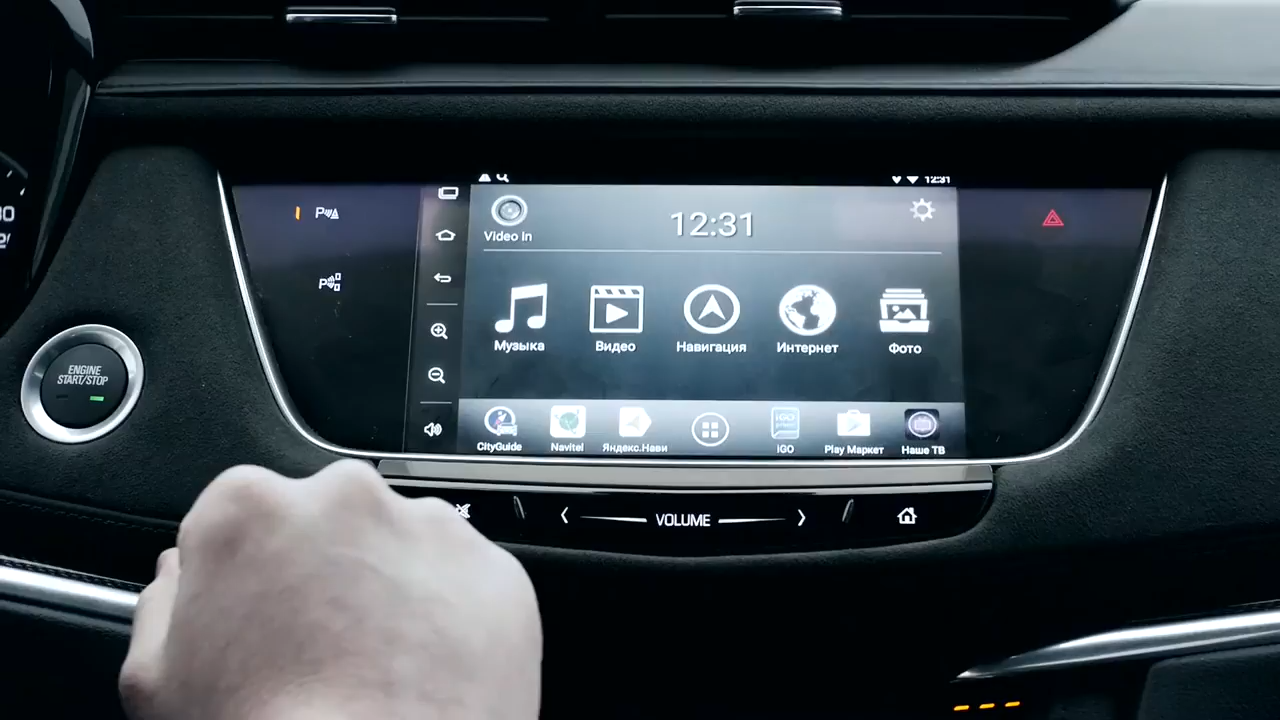 12:31
Video In
12:31
Музыка
Видео
Навигация
Интернет
Фото
CityGuide
Navitel
Яндекс.Нави
iGO
Play Маркет
Наше ТВ
ENGINE
START/STOP
VOLUME